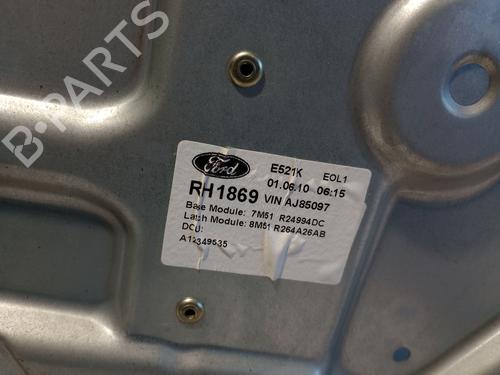 B-PARTS
Ford
E521K EOL1
01.06.10 06:15
RH1869 VIN AJ85097
Base Module: 7M51 R24994DC
Latch Module: 8M51 R264A26AB
DCU:
A12349535